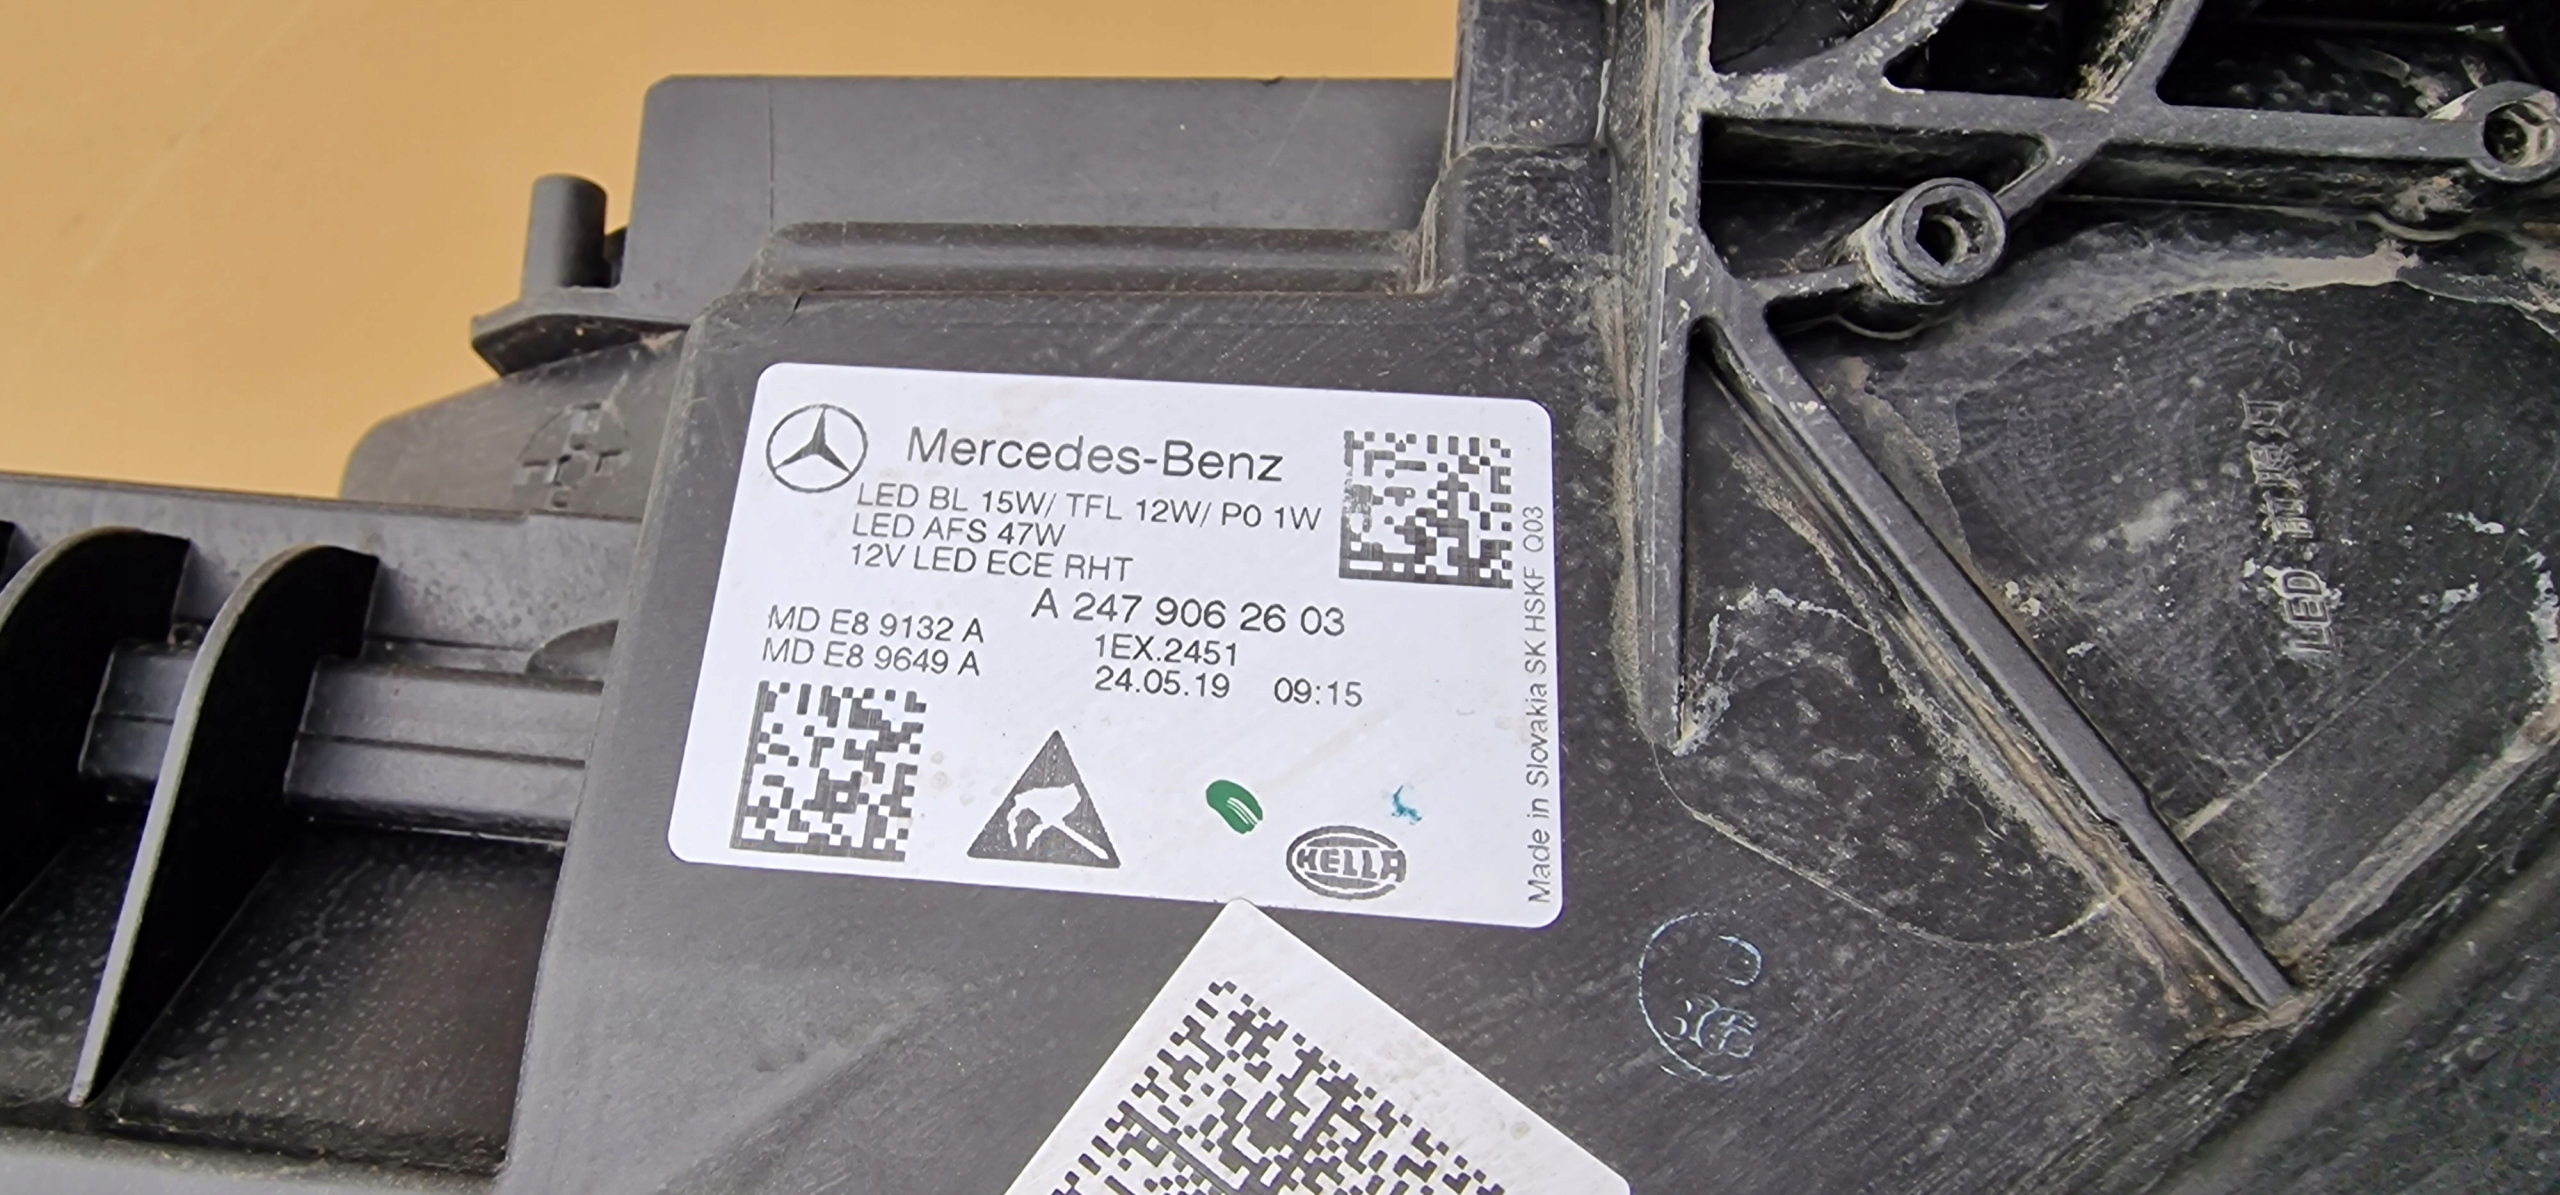 Mercedes-Benz
LED BL 15W/ TFL 12W/ P0 1W
LED AFS 47W
12V LED ECE RHT
A 247 906 26 03
MD E8 9132 A
MD E8 9649 A
1EX.2451
24.05.19 09:15
HELLA
Made in Slovakia SK HSKF Q03
LED